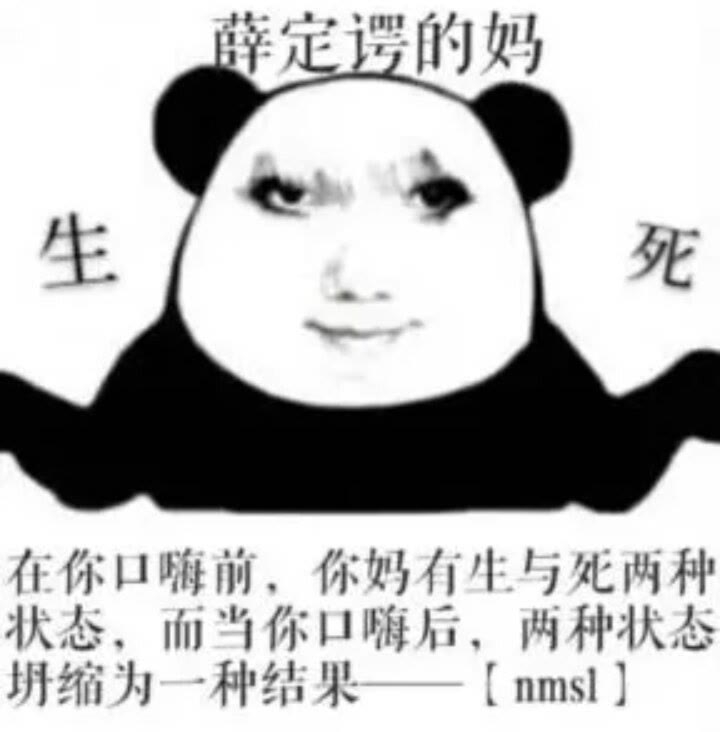 薛定谔的妈
生
死
在你口嗨前，你妈有生与死两种
状态，而当你口嗨后，两种状态
坍缩为一种结果——【nmsl】